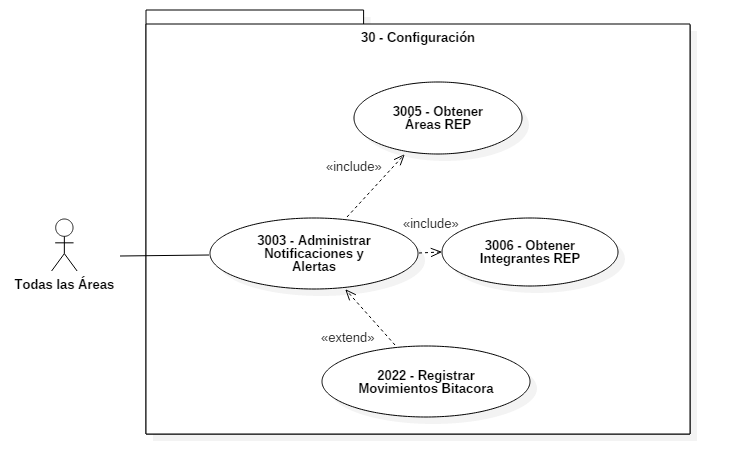 30 - Configuración
3005 - Obtener
Áreas REP
«include»
«include»
3003 - Administrar
Notificaciones y
Alertas
3006 - Obtener
Integrantes REP
Todas las Áreas
«extend»
2022 - Registrar
Movimientos Bitacora